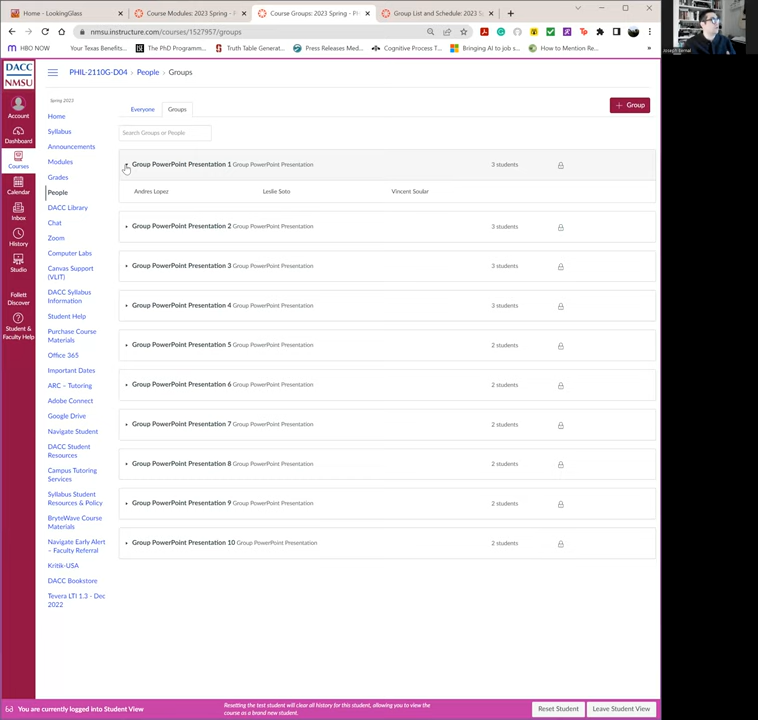 Home - LookingGlass
Course Modules: 2023 Spring - P
Course Groups: 2023 Spring - PH
Group List and Schedule: 2023 S
nmsu.instructure.com/courses/1527957/groups
HBO NOW
Your Texas Benefits...
The PhD Programm...
Truth Table Generat...
Press Releases Med...
Cognitive Process T...
Bringing AI to job s...
How to Mention Re...
DACC
NMSU
PHIL-2110G-D04 › People › Groups
Account
Dashboard
Courses
Calendar
Inbox
History
Studio
Follett
Discover
Student &
Faculty Help
Spring 2023
Home
Syllabus
Announcements
Modules
Grades
People
DACC Library
Chat
Zoom
Computer Labs
Canvas Support
(VLIT)
DACC Syllabus
Information
Student Help
Purchase Course
Materials
Office 365
Important Dates
ARC – Tutoring
Adobe Connect
Google Drive
Navigate Student
DACC Student
Resources
Campus Tutoring
Services
Syllabus Student
Resources & Policy
BryteWave Course
Materials
Navigate Early Alert
– Faculty Referral
Kritik-USA
DACC Bookstore
Tevera LTI 1.3 - Dec
2022
Everyone
Groups
+ Group
Search Groups or People
Group PowerPoint Presentation 1 Group PowerPoint Presentation 3 students
Andres Lopez Leslie Soto Vincent Soular
Group PowerPoint Presentation 2 Group PowerPoint Presentation 3 students
Group PowerPoint Presentation 3 Group PowerPoint Presentation 3 students
Group PowerPoint Presentation 4 Group PowerPoint Presentation 3 students
Group PowerPoint Presentation 5 Group PowerPoint Presentation 2 students
Group PowerPoint Presentation 6 Group PowerPoint Presentation 2 students
Group PowerPoint Presentation 7 Group PowerPoint Presentation 2 students
Group PowerPoint Presentation 8 Group PowerPoint Presentation 2 students
Group PowerPoint Presentation 9 Group PowerPoint Presentation 2 students
Group PowerPoint Presentation 10 Group PowerPoint Presentation 2 students
You are currently logged into Student View
Resetting the test student will clear all history for this student, allowing you to view the
course as a brand new student.
Reset Student
Leave Student View